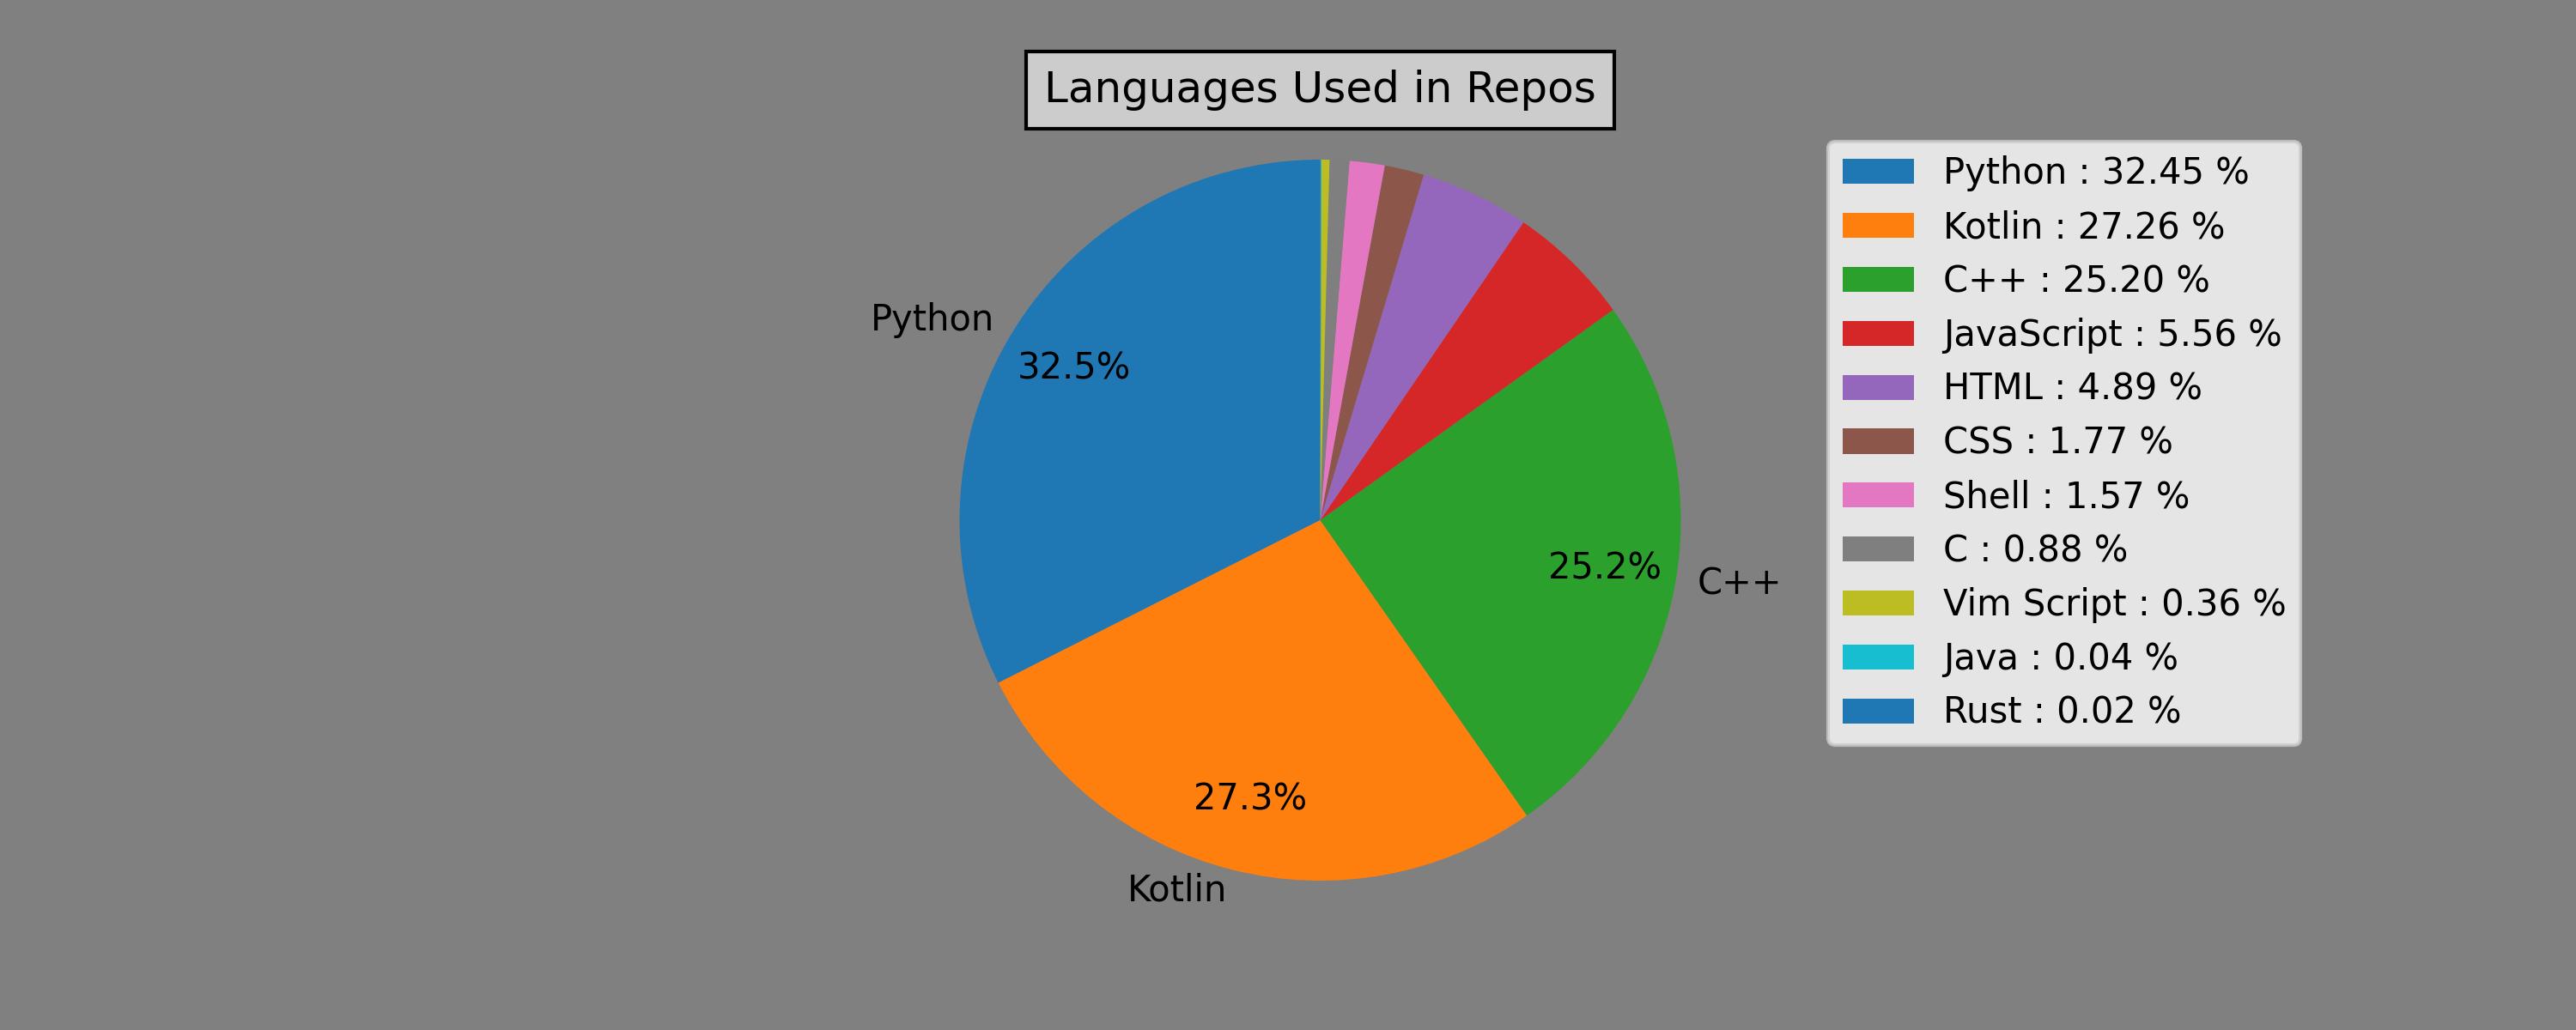 Languages Used in Repos
Python
32.5%
Kotlin
27.3%
C++
25.2%
Python : 32.45 %
Kotlin : 27.26 %
C++ : 25.20 %
JavaScript : 5.56 %
HTML : 4.89 %
CSS : 1.77 %
Shell : 1.57 %
C : 0.88 %
Vim Script : 0.36 %
Java : 0.04 %
Rust : 0.02 %